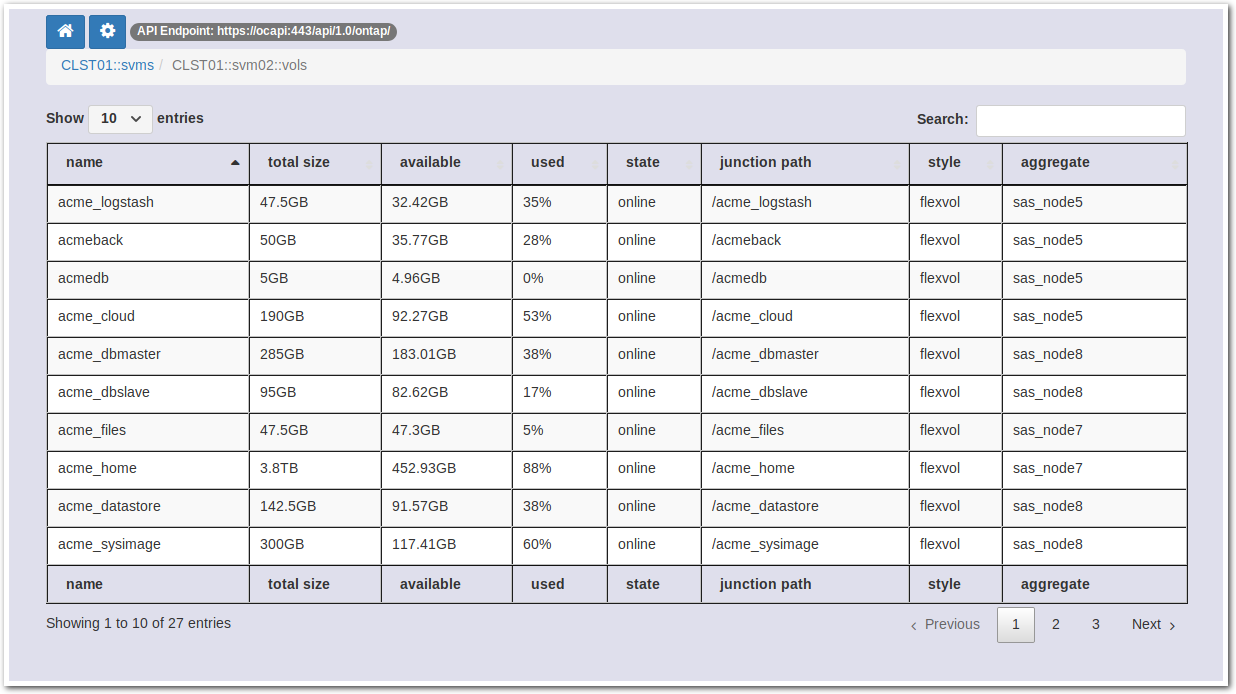 API Endpoint: https://ocapi:443/api/1.0/ontap/
CLST01::svms / CLST01::svm02::vols
Show 10 entries Search:
name total size available used state junction path style aggregate
acme_logstash 47.5GB 32.42GB 35% online /acme_logstash flexvol sas_node5
acmeback 50GB 35.77GB 28% online /acmeback flexvol sas_node5
acmedb 5GB 4.96GB 0% online /acmedb flexvol sas_node5
acme_cloud 190GB 92.27GB 53% online /acme_cloud flexvol sas_node5
acme_dbmaster 285GB 183.01GB 38% online /acme_dbmaster flexvol sas_node8
acme_dbslave 95GB 82.62GB 17% online /acme_dbslave flexvol sas_node8
acme_files 47.5GB 47.3GB 5% online /acme_files flexvol sas_node7
acme_home 3.8TB 452.93GB 88% online /acme_home flexvol sas_node7
acme_datastore 142.5GB 91.57GB 38% online /acme_datastore flexvol sas_node8
acme_sysimage 300GB 117.41GB 60% online /acme_sysimage flexvol sas_node8
name total size available used state junction path style aggregate
Showing 1 to 10 of 27 entries ‹ Previous 1 2 3 Next ›